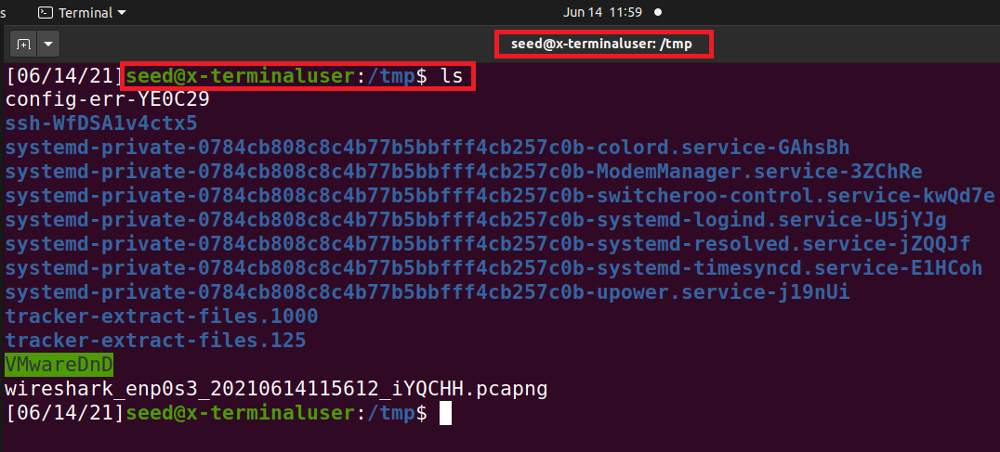 s Terminal Jun 14 11:59
seed@x-terminaluser: /tmp
[06/14/21]seed@x-terminaluser:/tmp$ ls
config-err-YE0C29
ssh-WfDSA1v4ctx5
systemd-private-0784cb808c8c4b77b5bbfff4cb257c0b-colord.service-GAhsBh
systemd-private-0784cb808c8c4b77b5bbfff4cb257c0b-ModemManager.service-3ZChRe
systemd-private-0784cb808c8c4b77b5bbfff4cb257c0b-switcheroo-control.service-kwQd7e
systemd-private-0784cb808c8c4b77b5bbfff4cb257c0b-systemd-logind.service-U5jYJg
systemd-private-0784cb808c8c4b77b5bbfff4cb257c0b-systemd-resolved.service-jZQQJf
systemd-private-0784cb808c8c4b77b5bbfff4cb257c0b-systemd-timesyncd.service-E1HCoh
systemd-private-0784cb808c8c4b77b5bbfff4cb257c0b-upower.service-j19nUi
tracker-extract-files.1000
tracker-extract-files.125
VMwareDnD
wireshark_enp0s3_20210614115612_iYQCHH.pcapng
[06/14/21]seed@x-terminaluser:/tmp$